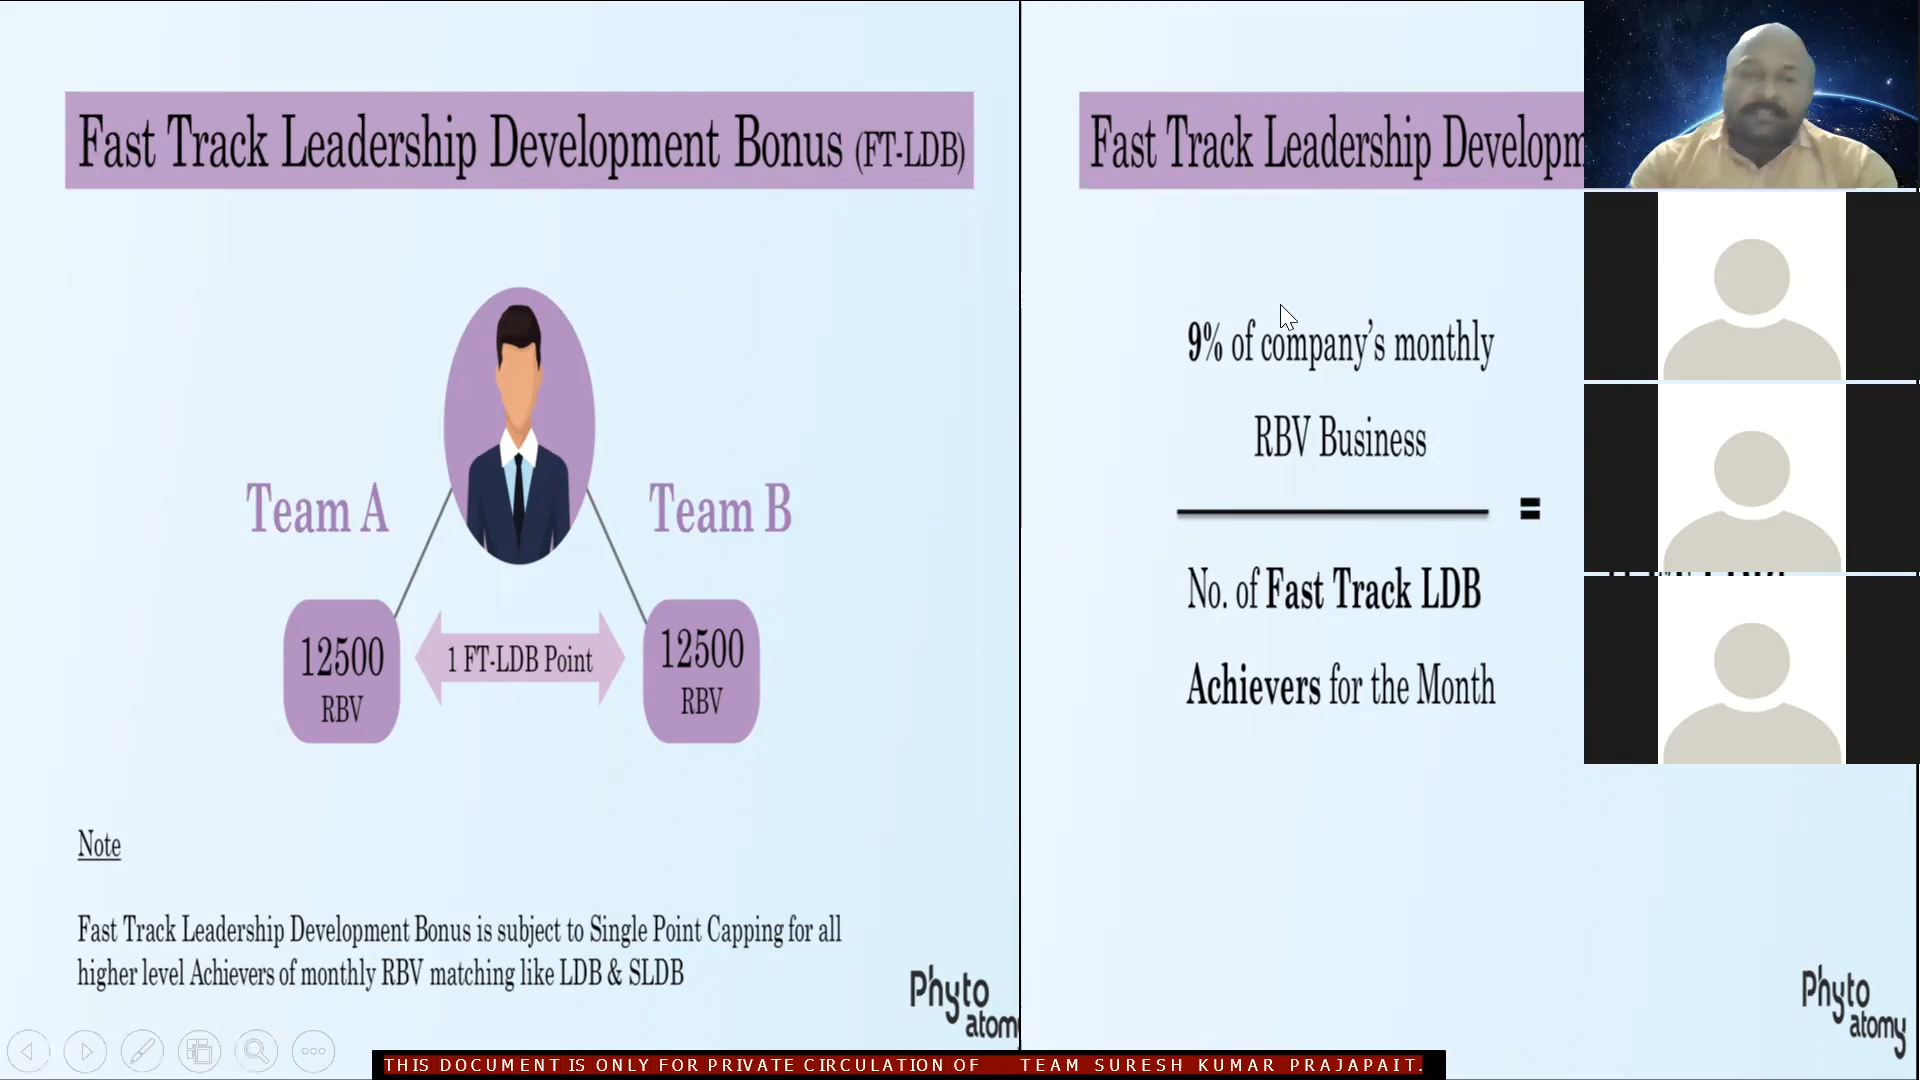 Fast Track Leadership Development Bonus (FT-LDB)
Team A
Team B
12500
RBV
1 FT-LDB Point
12500
RBV
Note
Fast Track Leadership Development Bonus is subject to Single Point Capping for all
higher level Achievers of monthly RBV matching like LDB & SLDB
Phyto
atomy
Fast Track Leadership Developm
9% of company's monthly
RBV Business
=
No. of Fast Track LDB
Achievers for the Month
Phyto
atomy
THIS DOCUMENT IS ONLY FOR PRIVATE CIRCULATION OF TEAM SURESH KUMAR PRAJAPAIT.